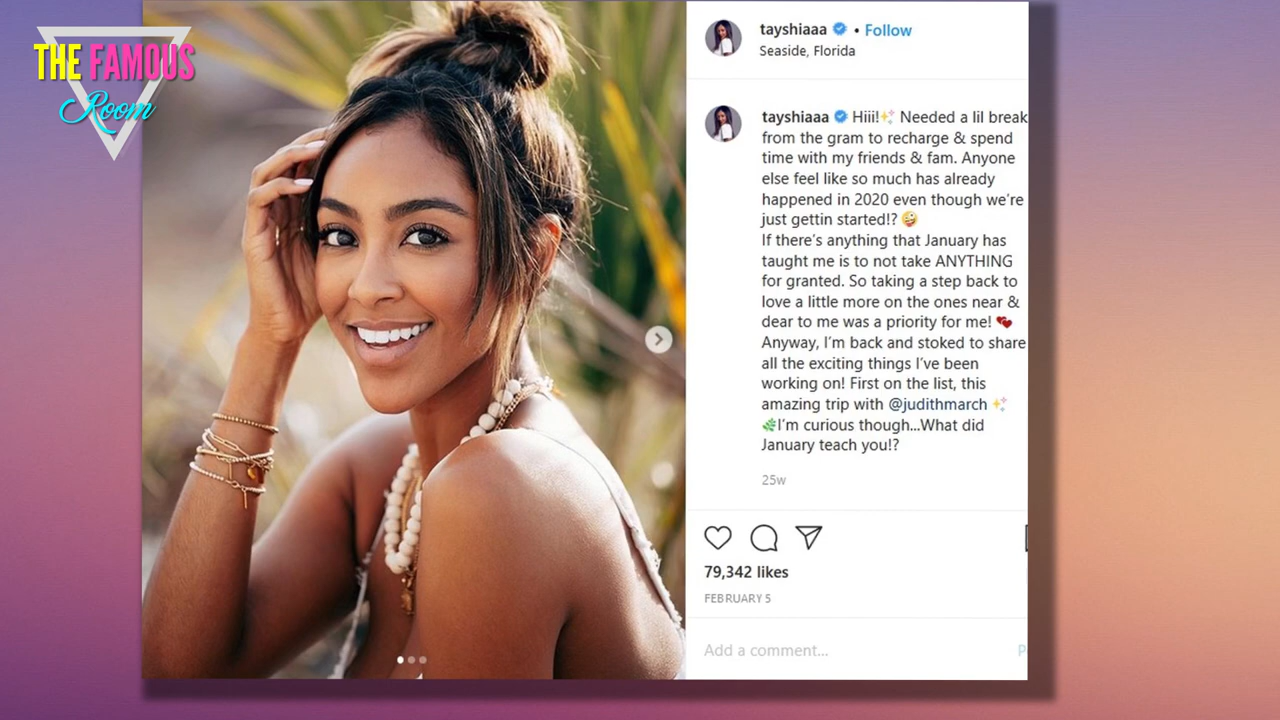 THE FAMOUS
Room
tayshiaaa • Follow
Seaside, Florida
tayshiaaa Hiii!✨ Needed a lil break
from the gram to recharge & spend
time with my friends & fam. Anyone
else feel like so much has already
happened in 2020 even though we're
just gettin started!? 🤪
If there's anything that January has
taught me is to not take ANYTHING
for granted. So taking a step back to
love a little more on the ones near &
dear to me was a priority for me! 💕
Anyway, I'm back and stoked to share
all the exciting things I've been
working on! First on the list, this
amazing trip with @judithmarch ✨
🌿I'm curious though...What did
January teach you!?
25w
79,342 likes
FEBRUARY 5
Add a comment...
P